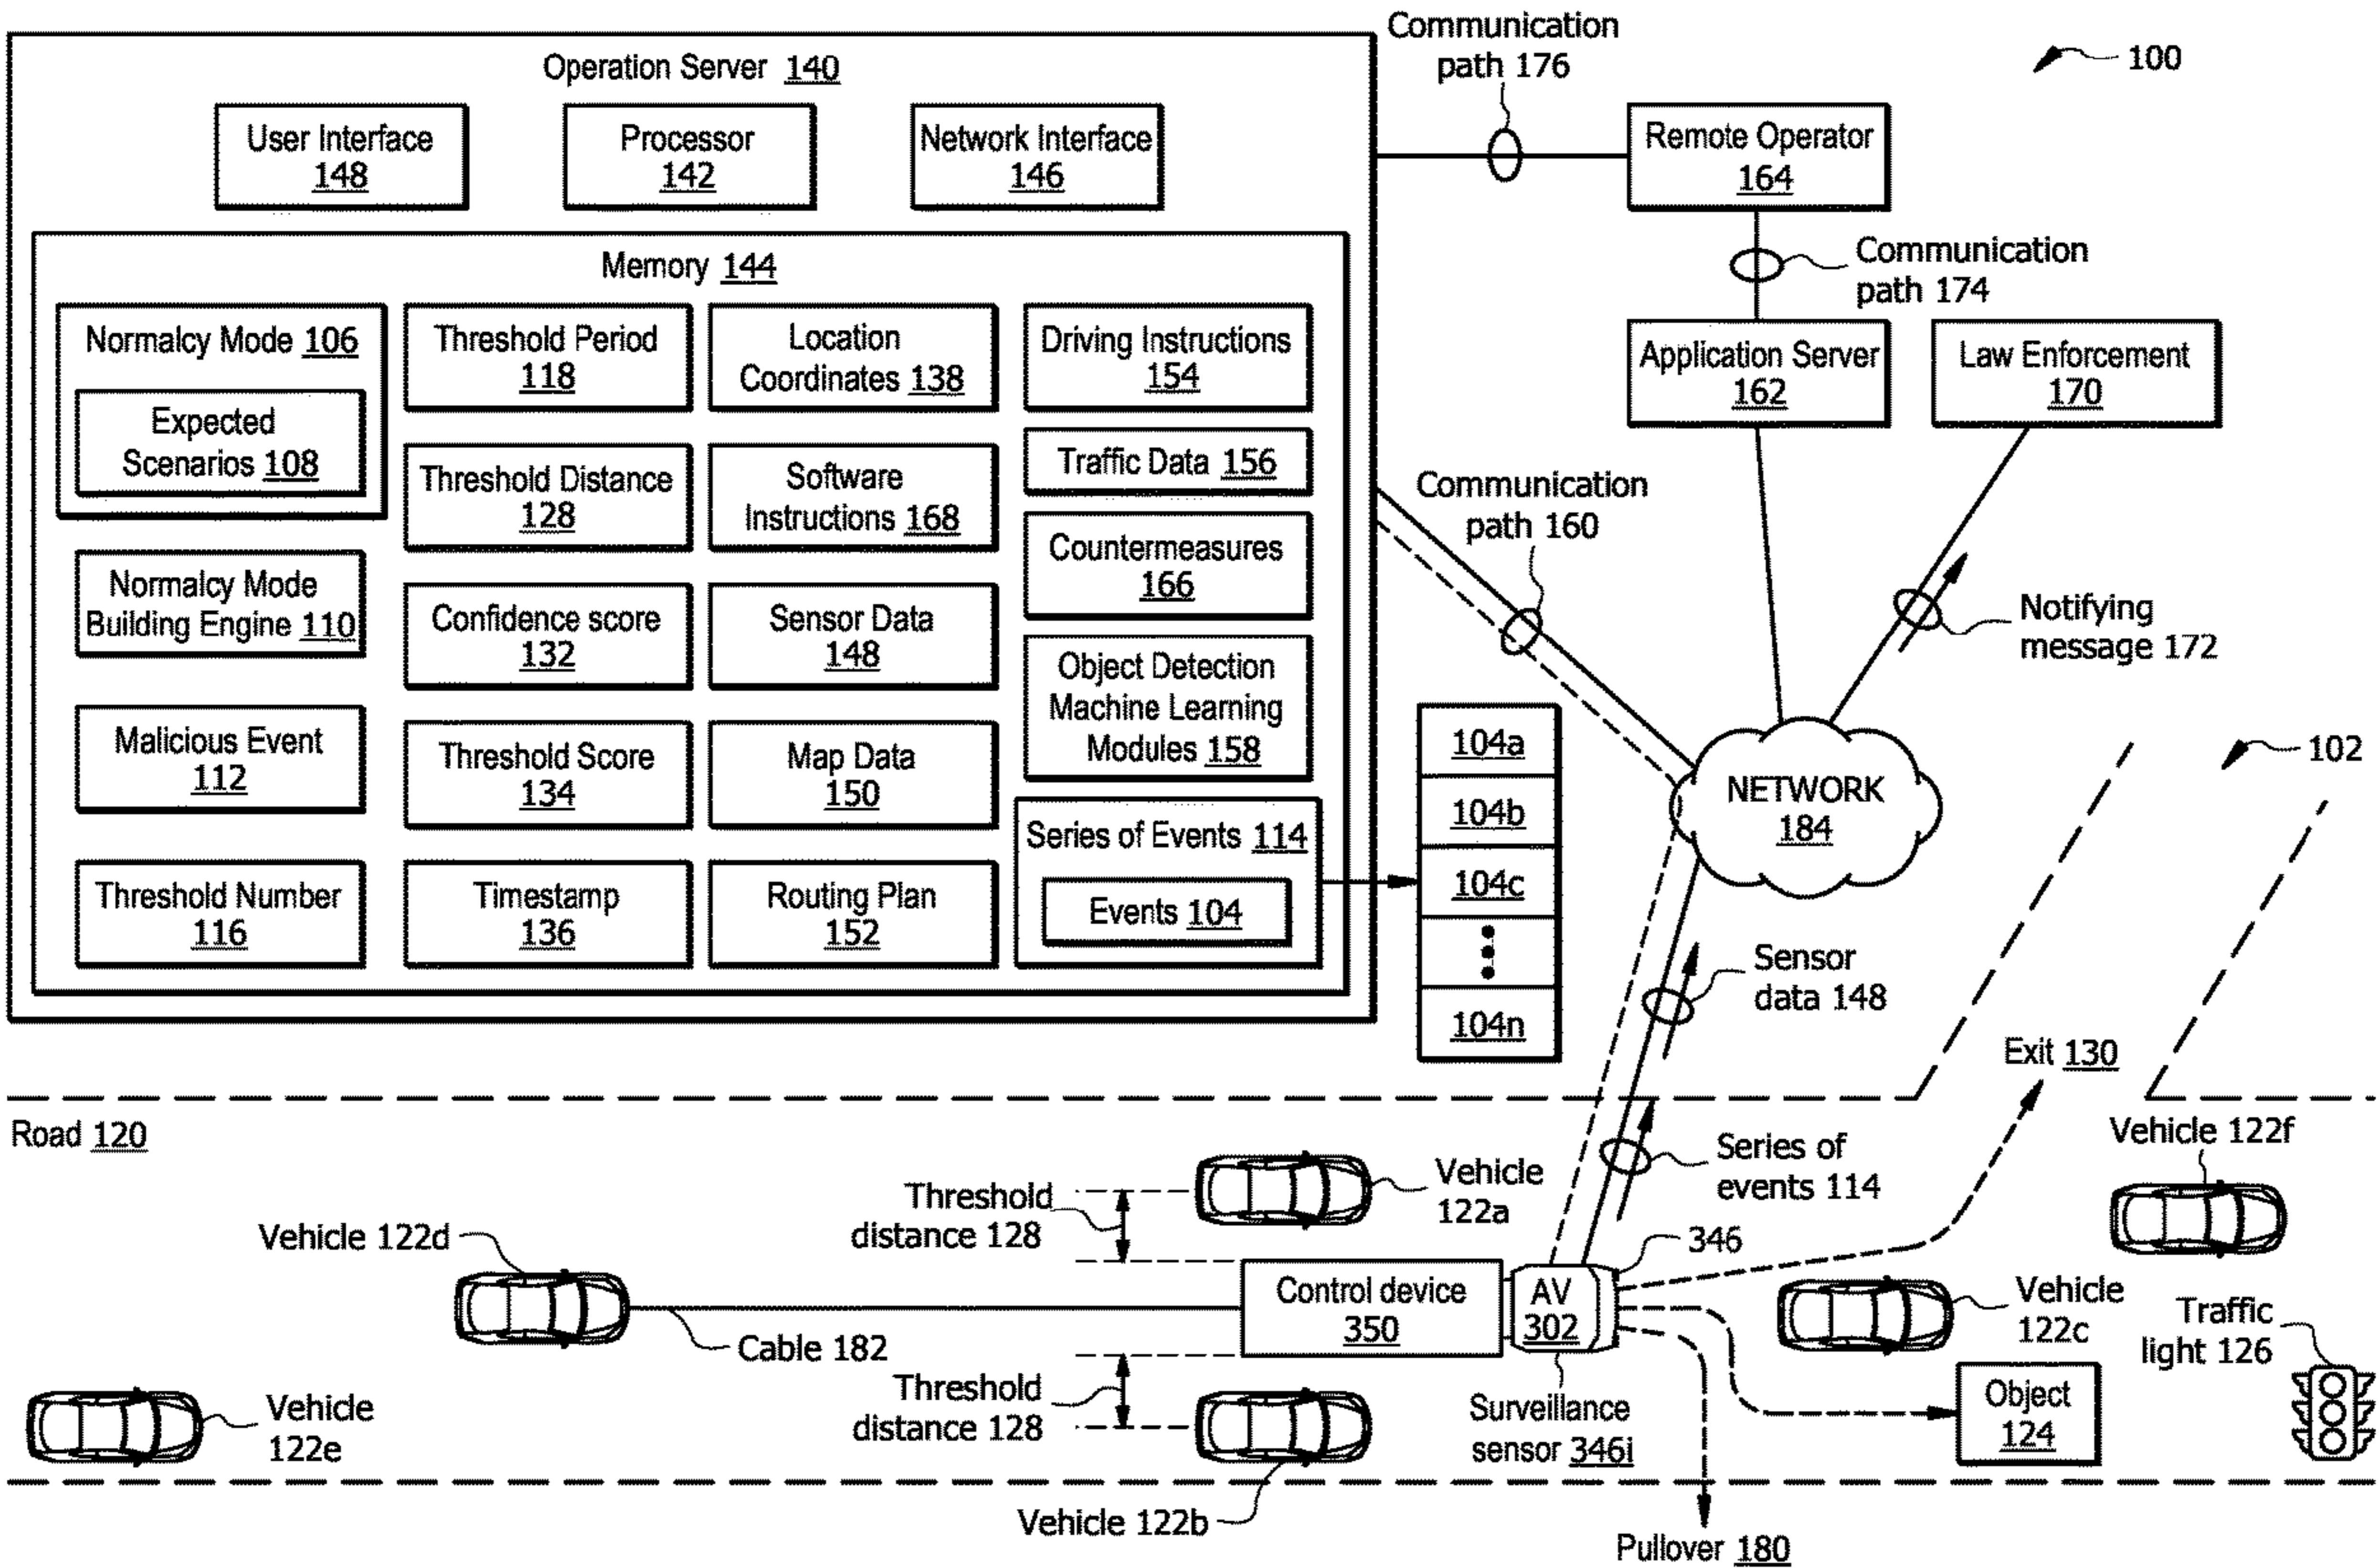 Operation Server 140
User Interface
148
Processor
142
Network Interface
146
Memory 144
Normalcy Mode 106
Expected
Scenarios 108
Normalcy Mode
Building Engine 110
Malicious Event
112
Threshold Number
116
Threshold Period
118
Threshold Distance
128
Confidence score
132
Threshold Score
134
Timestamp
136
Location
Coordinates 138
Software
Instructions 168
Sensor Data
148
Map Data
150
Routing Plan
152
Driving Instructions
154
Traffic Data 156
Countermeasures
166
Object Detection
Machine Learning
Modules 158
Series of Events 114
Events 104
104a
104b
104c
104n
Communication
path 176
100
Remote Operator
164
Communication
path 174
Application Server
162
Law Enforcement
170
Communication
path 160
Notifying
message 172
NETWORK
184
102
Sensor
data 148
Exit 130
Road 120
Series of
events 114
Vehicle 122f
Vehicle
122a
Threshold
distance 128
Vehicle 122d
346
Control device
350
AV
302
Vehicle
122c
Traffic
light 126
Cable 182
Threshold
distance 128
Vehicle
122e
Surveillance
sensor 346i
Object
124
Vehicle 122b
Pullover 180